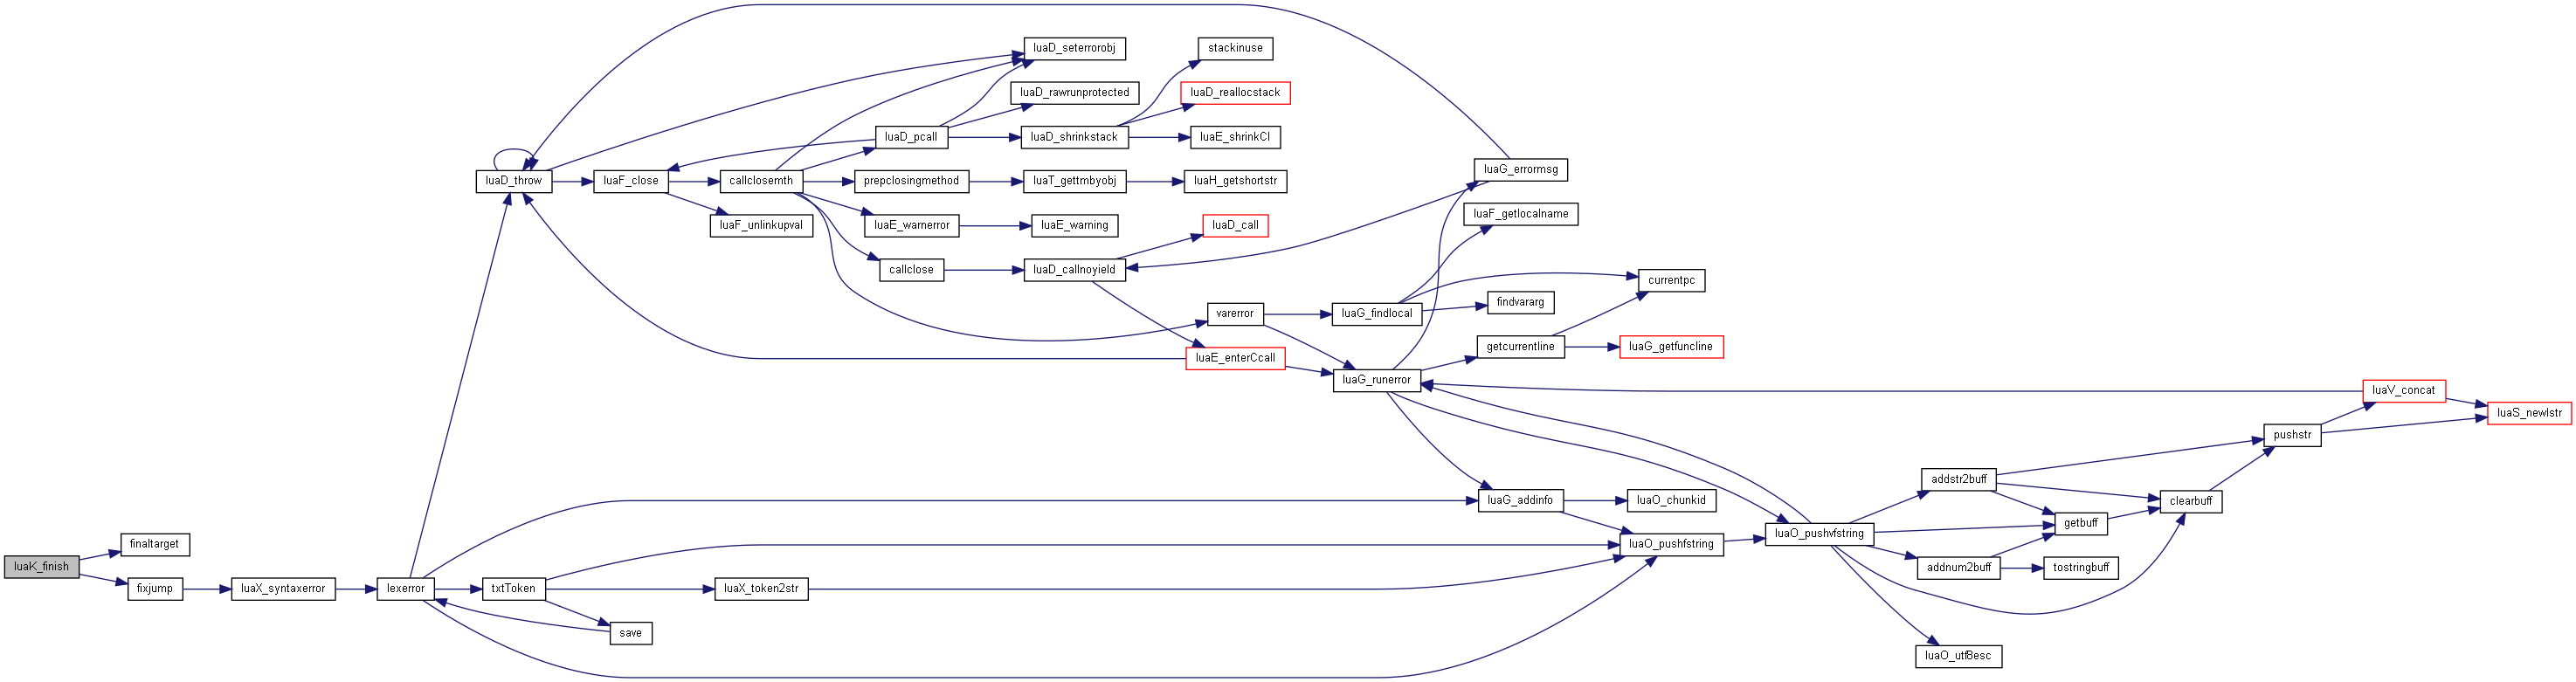 luaK_finish
finaltarget
fixjump
luaX_syntaxerror
lexerror
luaD_throw
txtToken
luaF_close
save
luaX_token2str
callclosemth
luaF_unlinkupval
luaD_pcall
prepclosingmethod
luaE_warnerror
callclose
luaD_seterrorobj
luaD_rawrunprotected
luaD_shrinkstack
luaT_gettmbyobj
luaE_warning
luaD_callnoyield
stackinuse
luaD_reallocstack
luaE_shrinkCI
luaH_getshortstr
luaD_call
varerror
luaE_enterCcall
luaG_findlocal
luaG_runerror
luaG_errormsg
luaF_getlocalname
findvararg
getcurrentline
luaG_addinfo
currentpc
luaG_getfuncline
luaO_chunkid
luaO_pushfstring
luaO_pushvfstring
addstr2buff
addnum2buff
luaO_utf8esc
getbuff
tostringbuff
clearbuff
pushstr
luaV_concat
luaS_newlstr